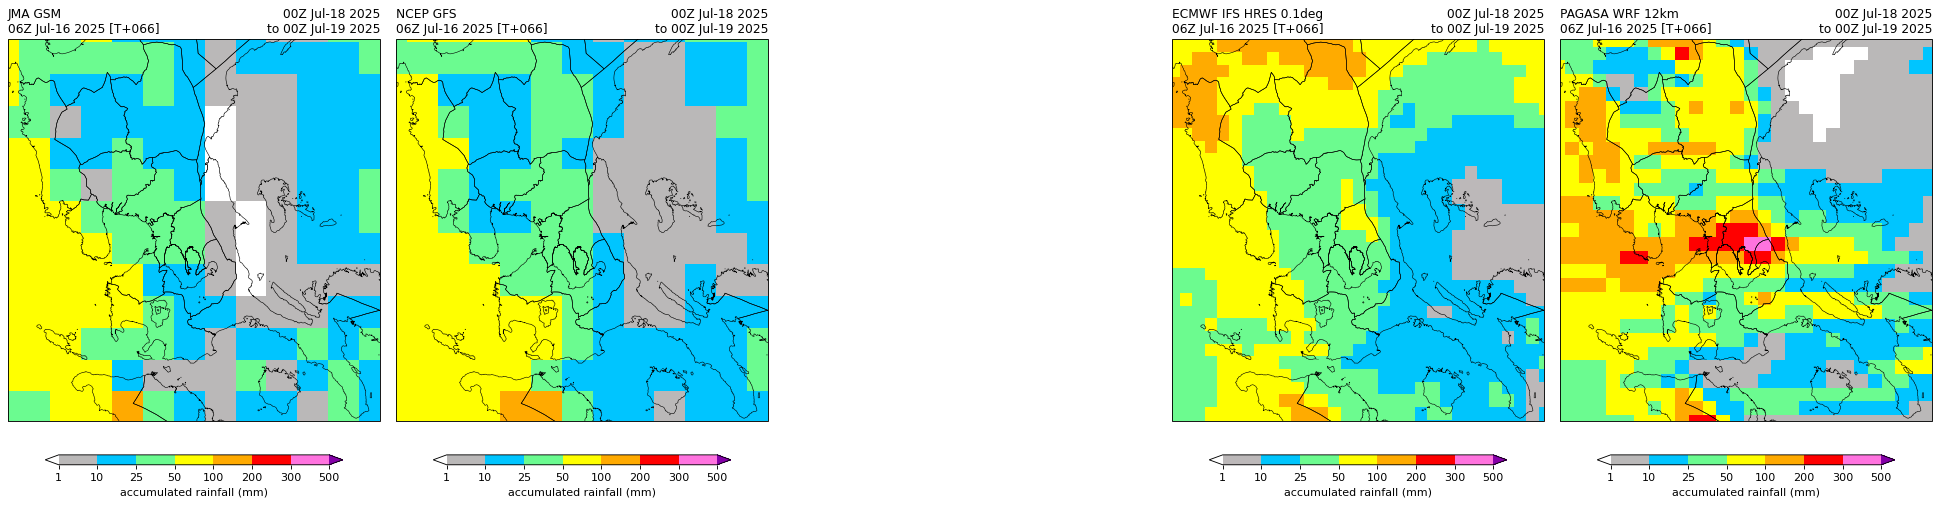 JMA GSM 00Z Jul-18 2025
06Z Jul-16 2025 [T+066] to 00Z Jul-19 2025
1 10 25 50 100 200 300 500
accumulated rainfall (mm)
NCEP GFS 00Z Jul-18 2025
06Z Jul-16 2025 [T+066] to 00Z Jul-19 2025
1 10 25 50 100 200 300 500
accumulated rainfall (mm)
ECMWF IFS HRES 0.1deg 00Z Jul-18 2025
06Z Jul-16 2025 [T+066] to 00Z Jul-19 2025
1 10 25 50 100 200 300 500
accumulated rainfall (mm)
PAGASA WRF 12km 00Z Jul-18 2025
06Z Jul-16 2025 [T+066] to 00Z Jul-19 2025
1 10 25 50 100 200 300 500
accumulated rainfall (mm)